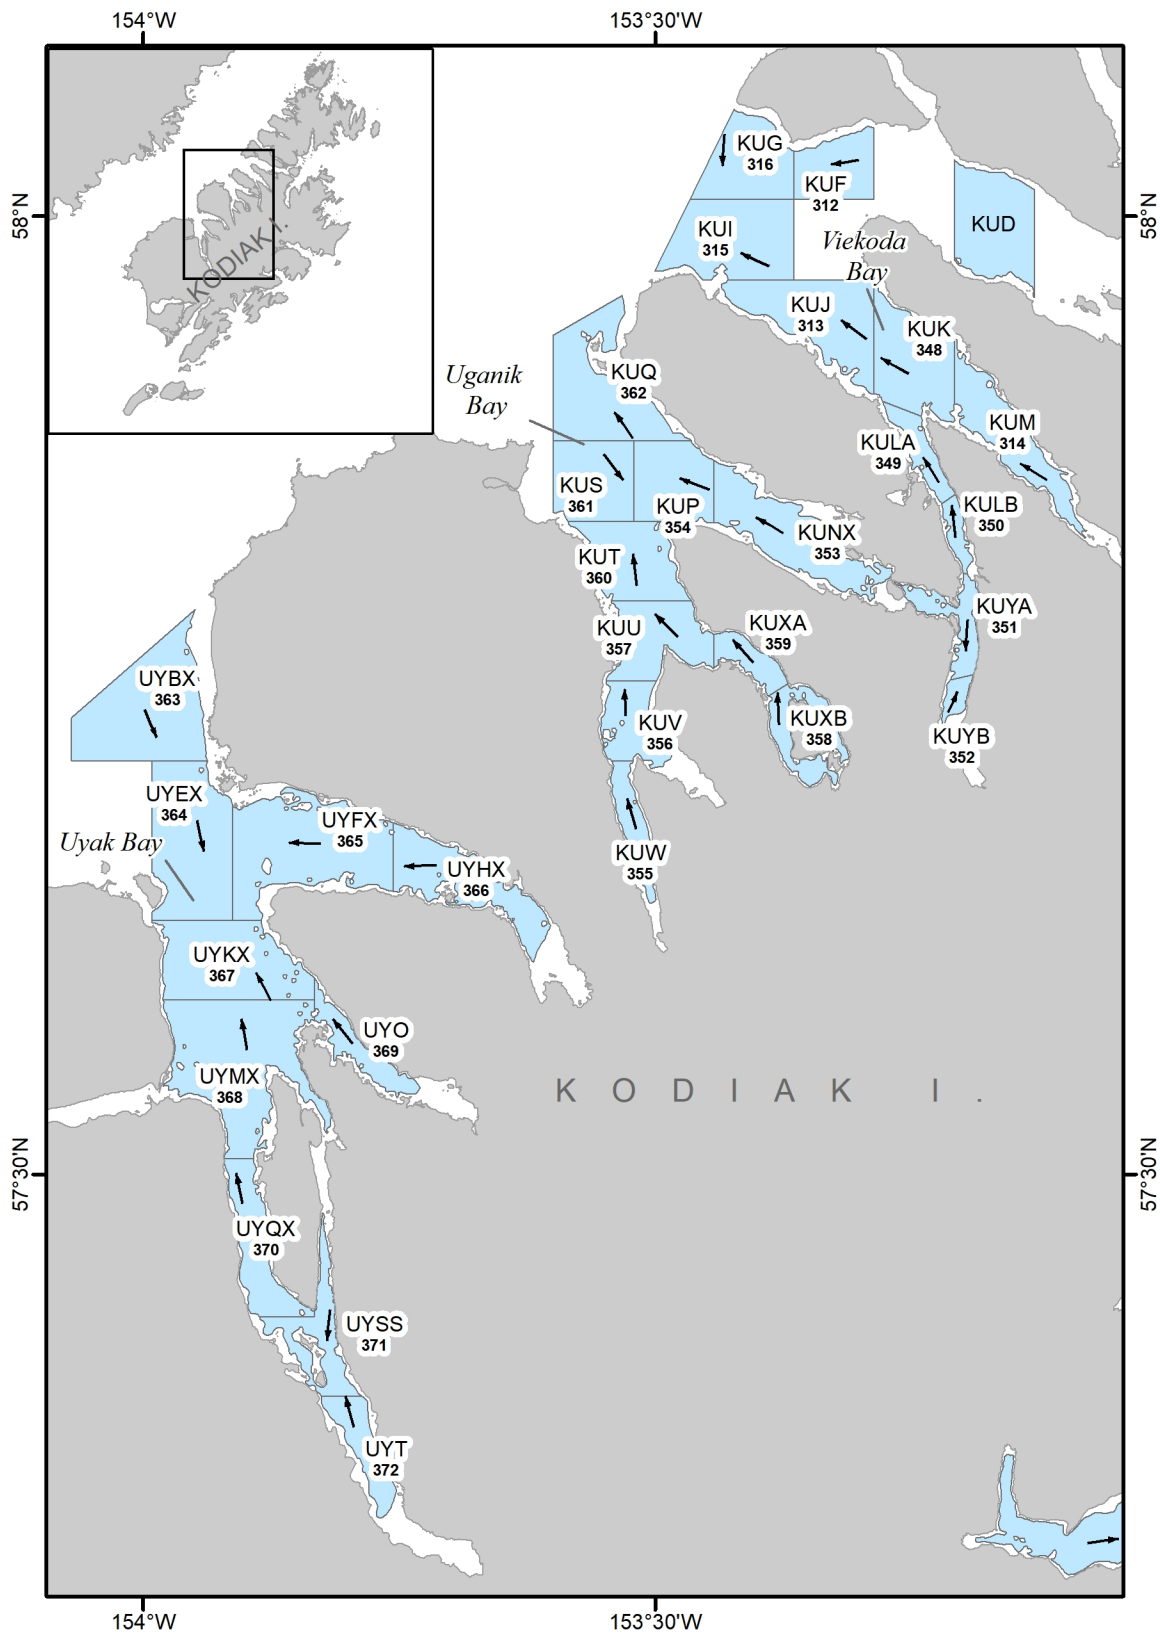 154°W
153°30'W
58°N
58°N
KODIAK I.
KUG
316
KUF
312
KUD
KUI
315
Viekoda
Bay
KUJ
313
KUK
348
Uganik
Bay
KUQ
362
KUM
314
KULA
349
KUS
361
KUP
354
KULB
350
KUNX
353
KUT
360
KUYA
351
KUU
357
KUXA
359
UYBX
363
KUV
356
KUXB
358
KUYB
352
UYEX
364
UYFX
365
Uyak Bay
KUW
355
UYHX
366
UYKX
367
UYO
369
UYMX
368
KODIAK I.
57°30'N
57°30'N
UYQX
370
UYSS
371
UYT
372
154°W
153°30'W